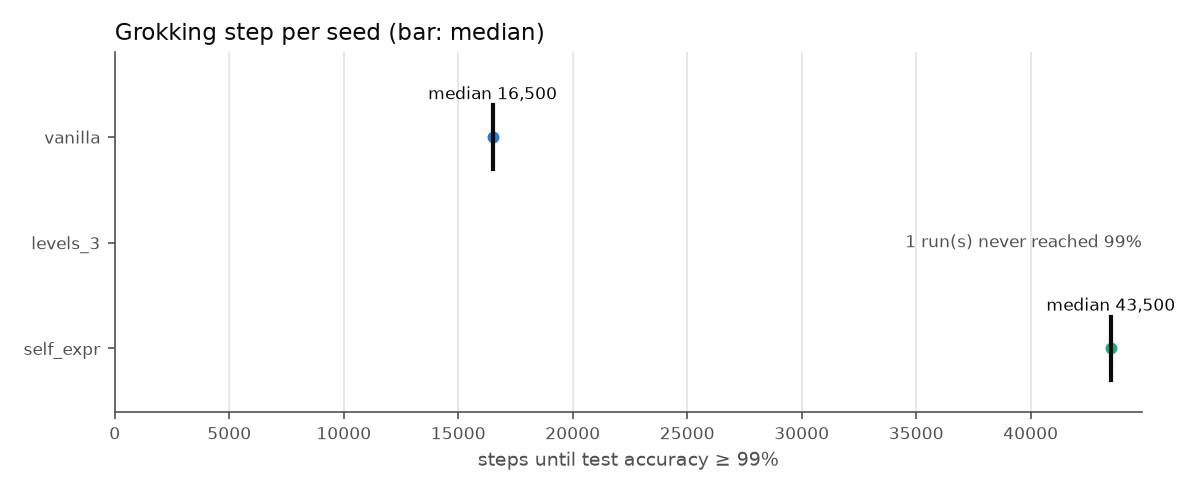 Grokking step per seed (bar: median)
median 16,500
vanilla
levels_3
1 run(s) never reached 99%
median 43,500
self_expr
0 5000 10000 15000 20000 25000 30000 35000 40000
steps until test accuracy ≥ 99%